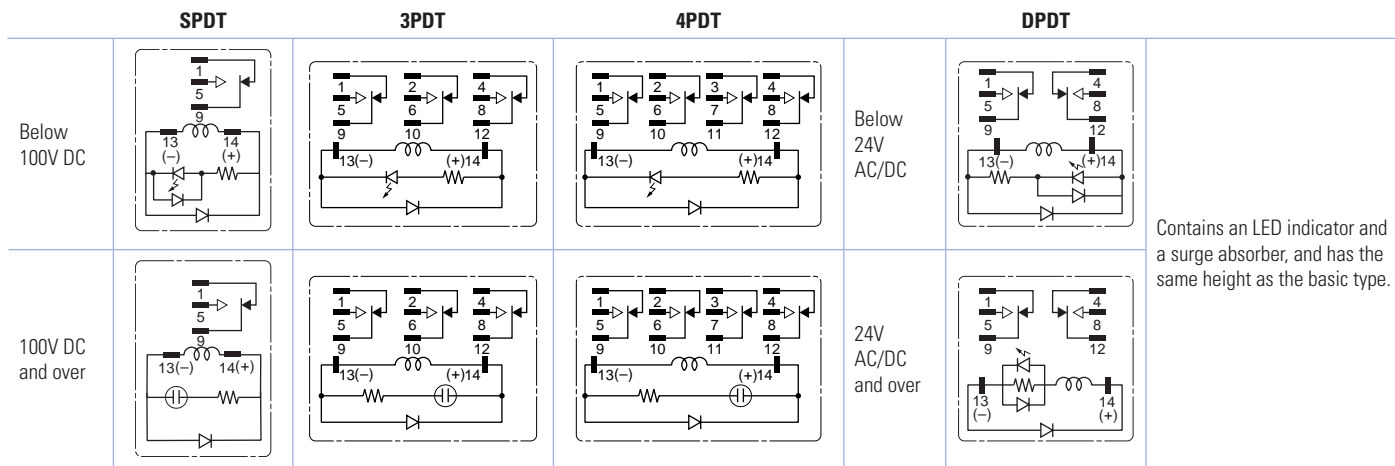 SPDT 3PDT 4PDT DPDT
Below
100V DC
1
5
9
13 14
(–) (+)
1 2 4
5 6 8
9 10 12
13(–) (+)14
1 2 3 4
5 6 7 8
9 10 11 12
13(–) (+)14
Below
24V
AC/DC
1 4
5 8
9 12
13(–) (+)14
Contains an LED indicator and
a surge absorber, and has the
same height as the basic type.
100V DC
and over
1
5
9
13(–) 14(+)
1 2 4
5 6 8
9 10 12
13(–) (+)14
1 2 3 4
5 6 7 8
9 10 11 12
13(–) (+)14
24V
AC/DC
and over
1 4
5 8
9 12
13 14
(–) (+)